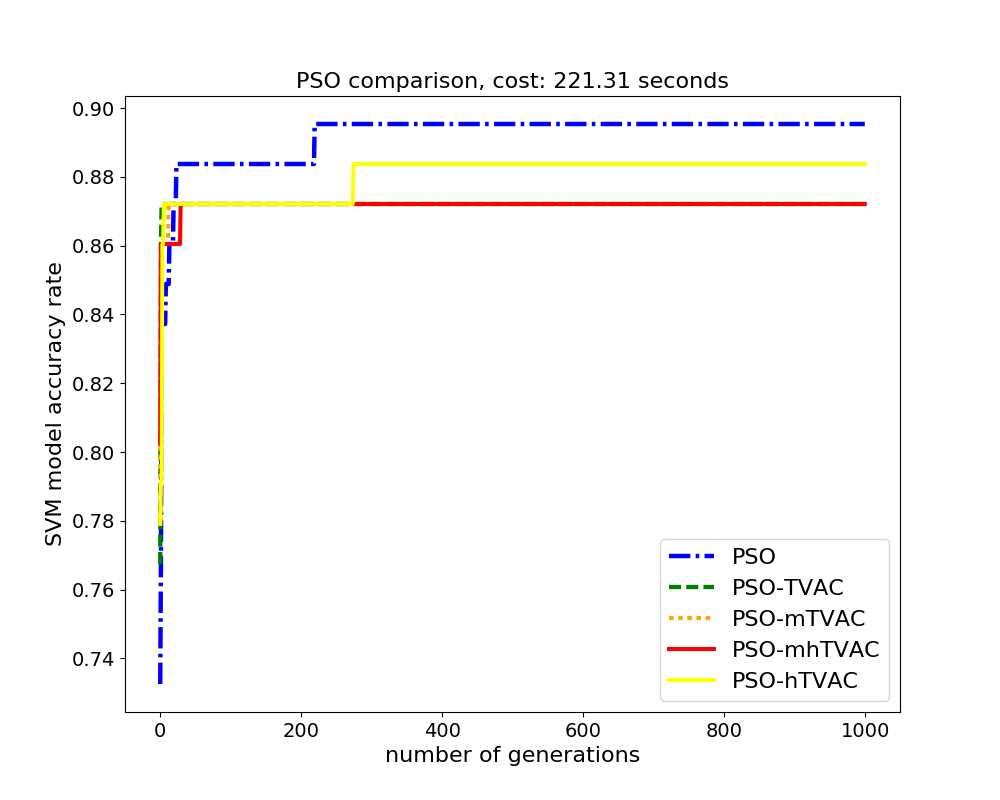 PSO comparison, cost: 221.31 seconds
SVM model accuracy rate
0.90
0.88
0.86
0.84
0.82
0.80
0.78
0.76
0.74
PSO
PSO-TVAC
PSO-mTVAC
PSO-mhTVAC
PSO-hTVAC
0 200 400 600 800 1000
number of generations